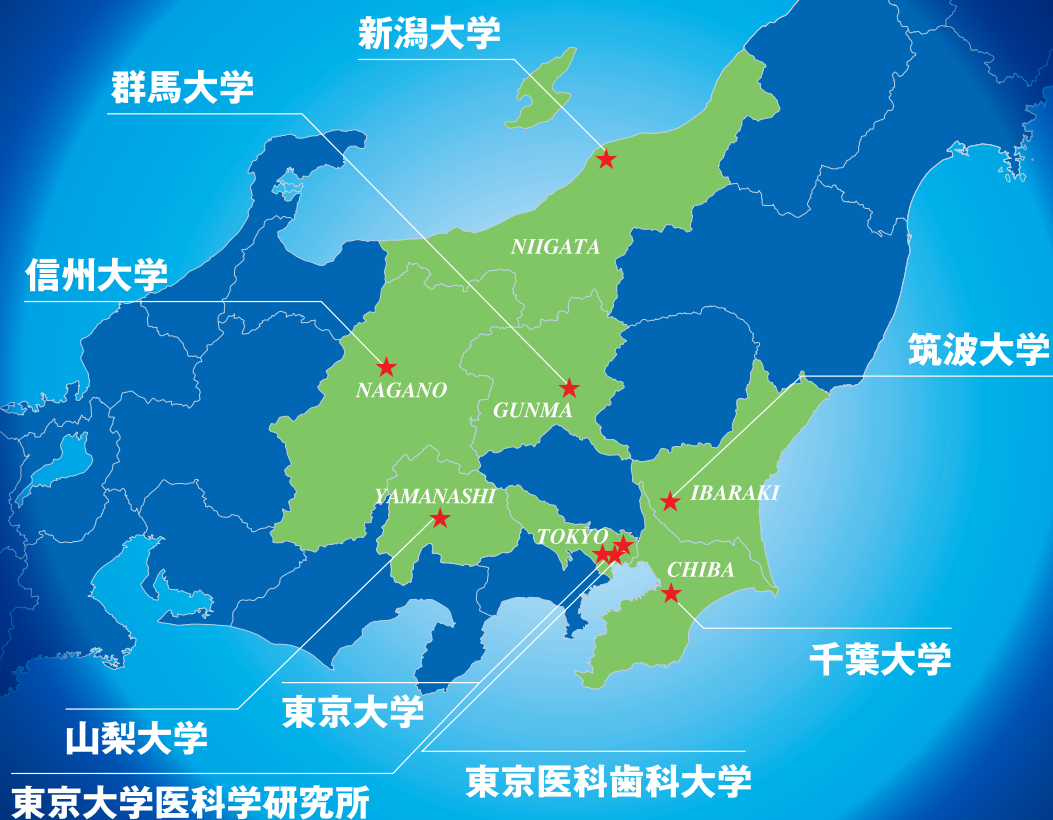 新潟大学
群馬大学
NIIGATA
信州大学
筑波大学
NAGANO
GUNMA
YAMANASHI
IBARAKI
TOKYO
CHIBA
千葉大学
東京大学
山梨大学
東京医科歯科大学
東京大学医科学研究所